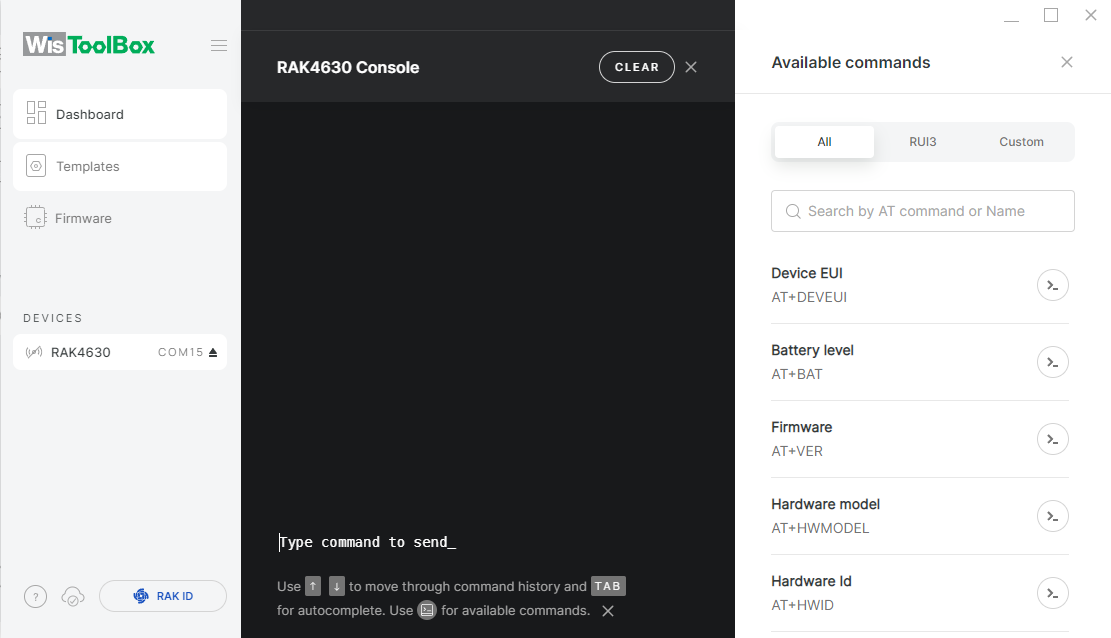 WisToolBox
Dashboard
Templates
Firmware
DEVICES
RAK4630 COM15
RAK ID
RAK4630 Console
CLEAR
Type command to send_
Use ↑ ↓ to move through command history and TAB
for autocomplete. Use for available commands.
Available commands
All RUI3 Custom
Search by AT command or Name
Device EUI
AT+DEVEUI
Battery level
AT+BAT
Firmware
AT+VER
Hardware model
AT+HWMODEL
Hardware Id
AT+HWID